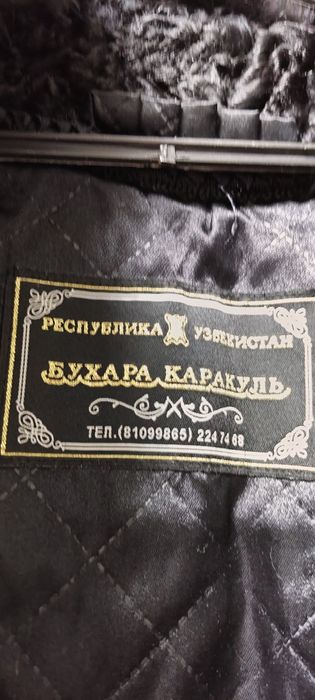 РЕСПУБЛИКА УЗБЕКИСТАН
БУХАРА КАРАКУЛЬ
ТЕЛ.(81099865) 224 74 68